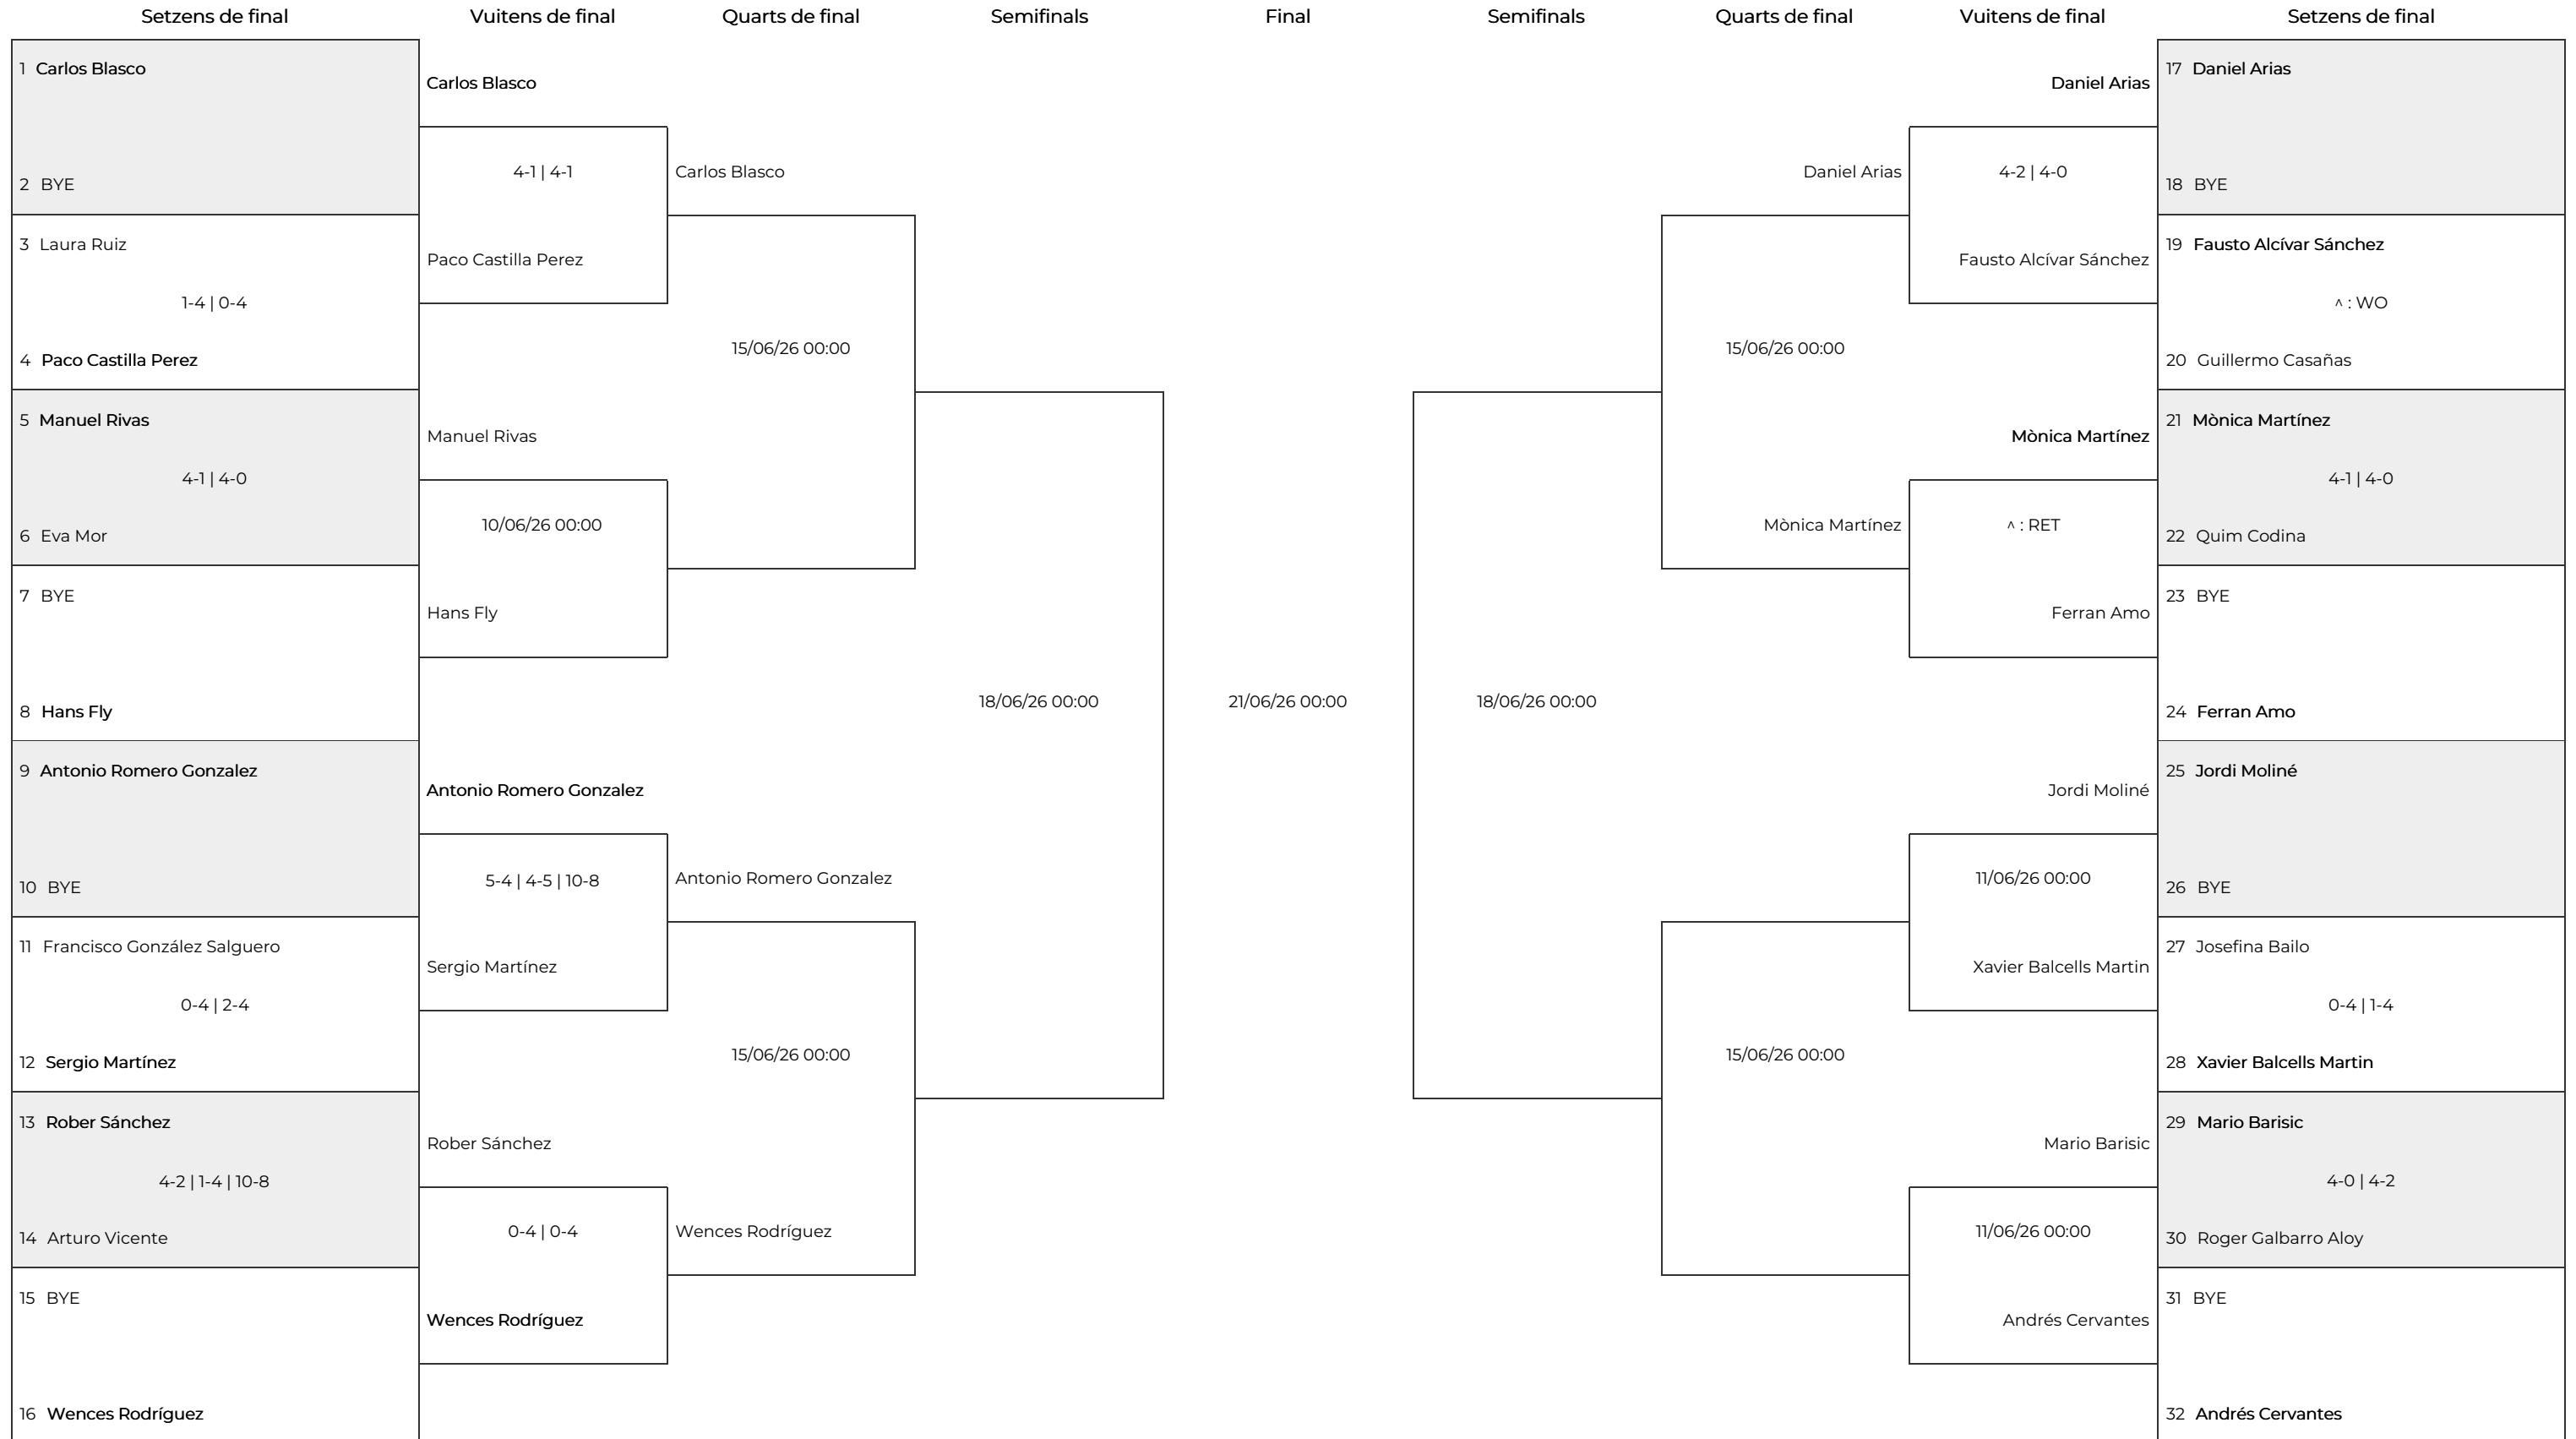 Setzens de final Vuitens de final Quarts de final Semifinals Final Semifinals Quarts de final Vuitens de final Setzens de final
1 Carlos Blasco
2 BYE
3 Laura Ruiz
1-4 | 0-4
4 Paco Castilla Perez
5 Manuel Rivas
4-1 | 4-0
6 Eva Mor
7 BYE
8 Hans Fly
9 Antonio Romero Gonzalez
10 BYE
11 Francisco González Salguero
0-4 | 2-4
12 Sergio Martínez
13 Rober Sánchez
4-2 | 1-4 | 10-8
14 Arturo Vicente
15 BYE
16 Wences Rodríguez
Carlos Blasco
4-1 | 4-1
Paco Castilla Perez
Manuel Rivas
10/06/26 00:00
Hans Fly
Antonio Romero Gonzalez
5-4 | 4-5 | 10-8
Sergio Martínez
Rober Sánchez
0-4 | 0-4
Wences Rodríguez
Carlos Blasco
15/06/26 00:00
Antonio Romero Gonzalez
15/06/26 00:00
Wences Rodríguez
18/06/26 00:00
21/06/26 00:00
18/06/26 00:00
Daniel Arias
15/06/26 00:00
Mònica Martínez
15/06/26 00:00
Daniel Arias
4-2 | 4-0
Fausto Alcívar Sánchez
Mònica Martínez
^ : RET
Ferran Amo
Jordi Moliné
11/06/26 00:00
Xavier Balcells Martin
Mario Barisic
11/06/26 00:00
Andrés Cervantes
17 Daniel Arias
18 BYE
19 Fausto Alcívar Sánchez
^ : WO
20 Guillermo Casañas
21 Mònica Martínez
4-1 | 4-0
22 Quim Codina
23 BYE
24 Ferran Amo
25 Jordi Moliné
26 BYE
27 Josefina Bailo
0-4 | 1-4
28 Xavier Balcells Martin
29 Mario Barisic
4-0 | 4-2
30 Roger Galbarro Aloy
31 BYE
32 Andrés Cervantes